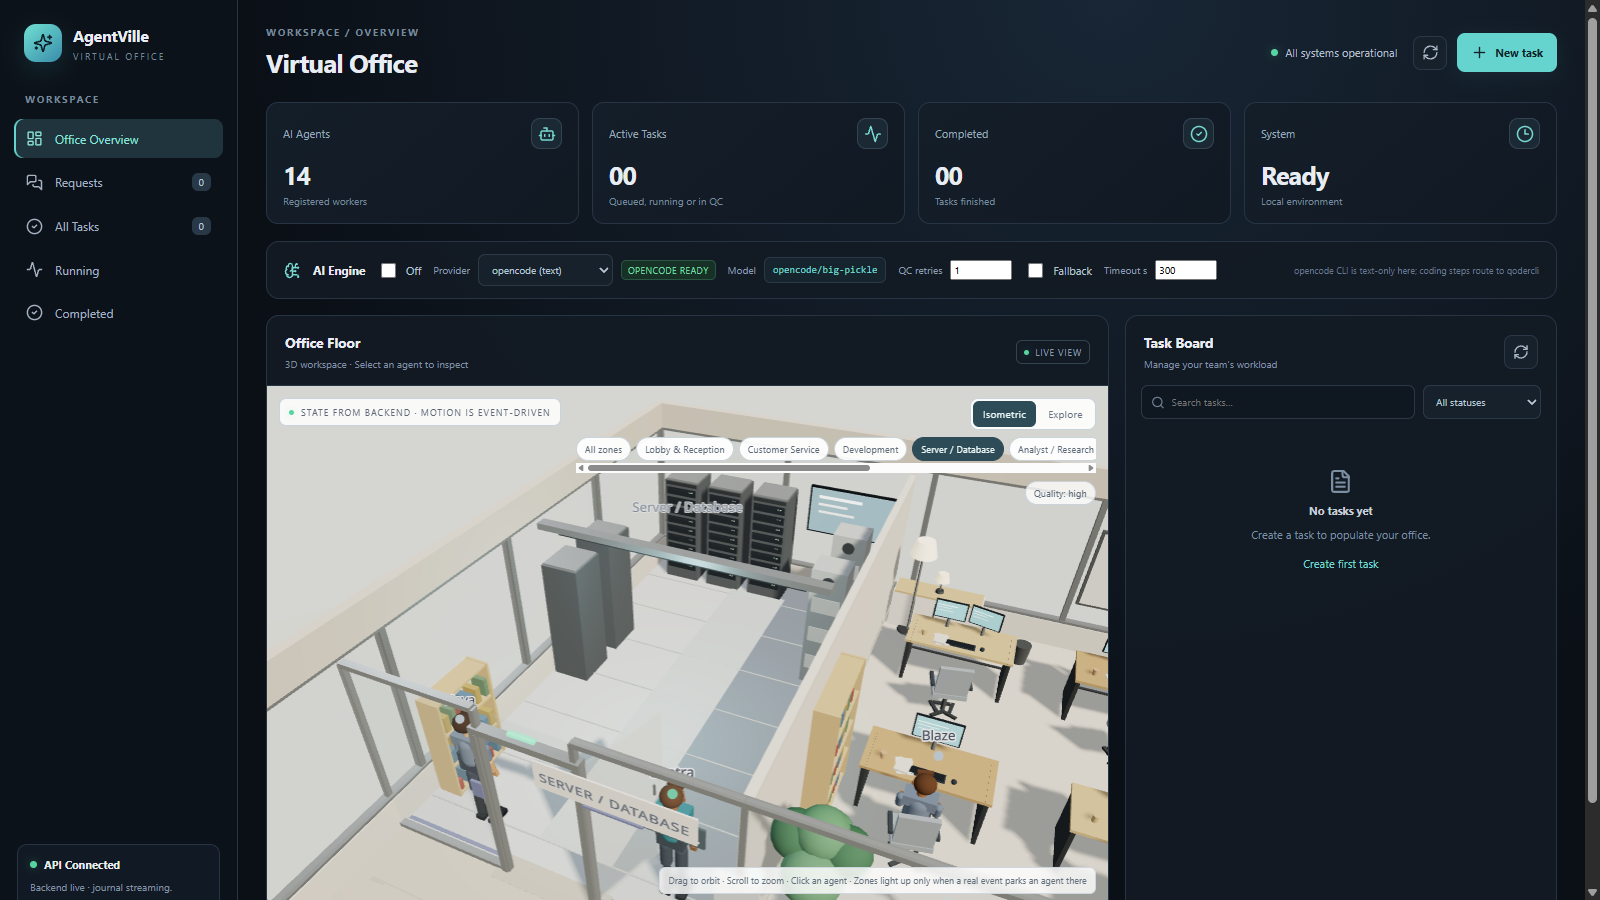 AgentVille
VIRTUAL OFFICE
WORKSPACE
Office Overview
Requests 0
All Tasks 0
Running
Completed
API Connected
Backend live · journal streaming.
WORKSPACE / OVERVIEW
Virtual Office
All systems operational
New task
AI Agents
14
Registered workers
Active Tasks
00
Queued, running or in QC
Completed
00
Tasks finished
System
Ready
Local environment
AI Engine Off Provider opencode (text) OPENCODE READY Model opencode/big-pickle QC retries 1 Fallback Timeout s 300 opencode CLI is text-only here; coding steps route to qodercli
Office Floor
3D workspace · Select an agent to inspect
LIVE VIEW
STATE FROM BACKEND · MOTION IS EVENT-DRIVEN
Isometric Explore
All zones Lobby & Reception Customer Service Development Server / Database Analyst / Research
Quality: high
Server / Database
Blaze
SERVER / DATABASE
Drag to orbit · Scroll to zoom · Click an agent · Zones light up only when a real event parks an agent there
Task Board
Manage your team's workload
Search tasks... All statuses
No tasks yet
Create a task to populate your office.
Create first task